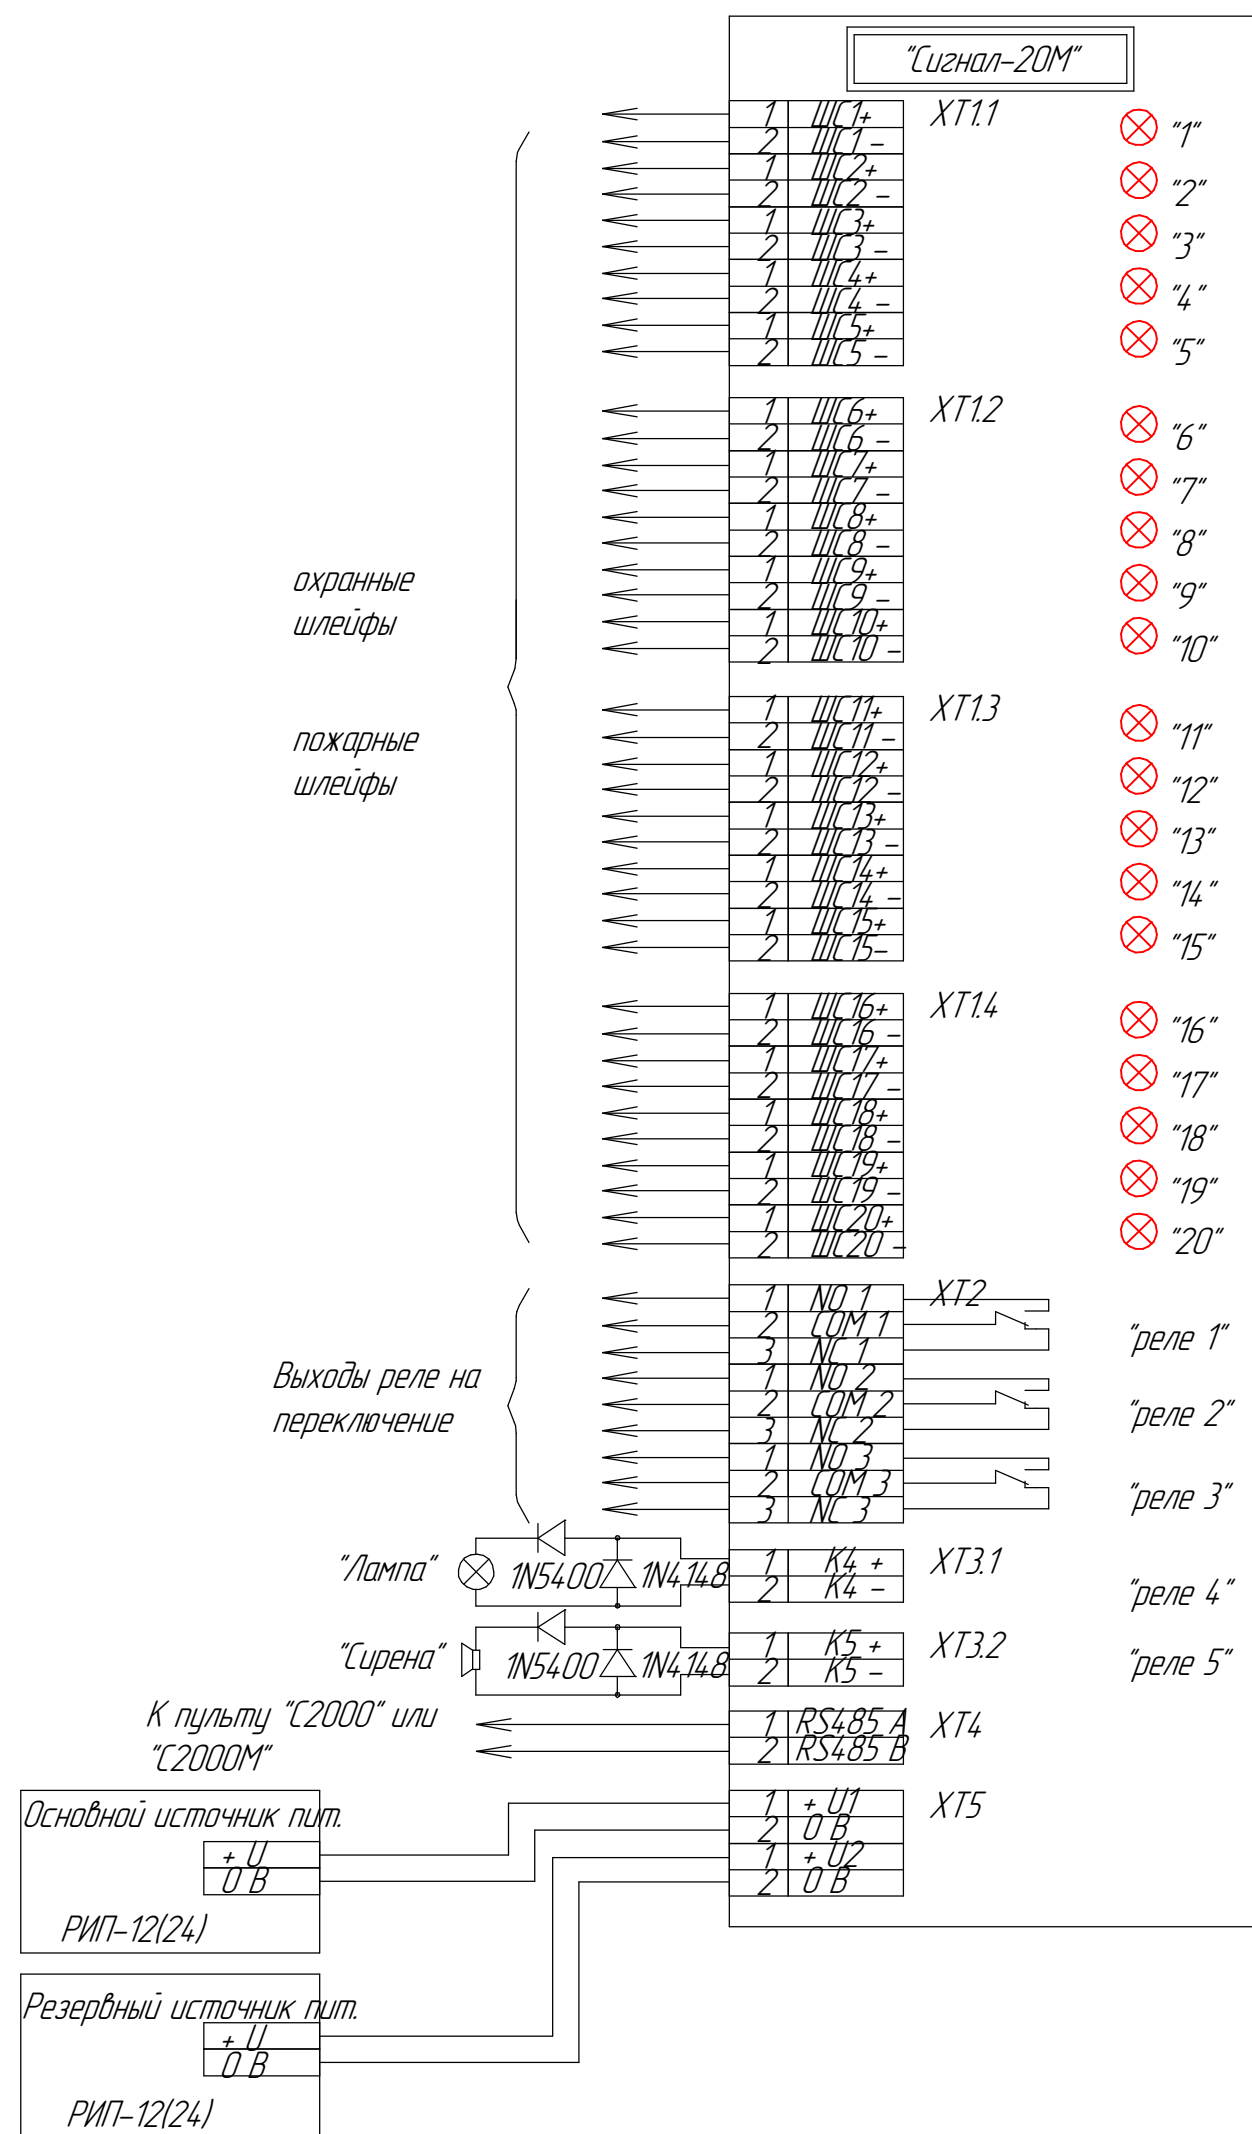 "Сигнал-20М"
1 ШС1+ XT1.1 "1"
2 ШС1 -
1 ШС2+ "2"
2 ШС2 -
1 ШС3+ "3"
2 ШС3 -
1 ШС4+ "4"
2 ШС4 -
1 ШС5+ "5"
2 ШС5 -
1 ШС6+ XT1.2 "6"
2 ШС6 -
1 ШС7+ "7"
2 ШС7 -
1 ШС8+ "8"
2 ШС8 -
1 ШС9+ "9"
2 ШС9 -
1 ШС10+ "10"
2 ШС10 -
охранные
шлейфы
1 ШС11+ XT1.3 "11"
2 ШС11 -
1 ШС12+ "12"
2 ШС12 -
1 ШС13+ "13"
2 ШС13 -
1 ШС14+ "14"
2 ШС14 -
1 ШС15+ "15"
2 ШС15-
пожарные
шлейфы
1 ШС16+ XT1.4 "16"
2 ШС16 -
1 ШС17+ "17"
2 ШС17 -
1 ШС18+ "18"
2 ШС18 -
1 ШС19+ "19"
2 ШС19 -
1 ШС20+ "20"
2 ШС20 -
1 NO 1 XT2
2 COM 1 "реле 1"
3 NC 1
1 NO 2
2 COM 2 "реле 2"
3 NC 2
1 NO 3
2 COM 3 "реле 3"
3 NC 3
Выходы реле на
переключение
"Лампа" 1N5400 1N4148
1 К4 + XT3.1
2 К4 - "реле 4"
"Сирена" 1N5400 1N4148
1 К5 + XT3.2
2 К5 - "реле 5"
К пульту "С2000" или
"С2000М"
1 RS485 A XT4
2 RS485 B
1 + U1 XT5
2 0 В
1 + U2
2 0 В
Основной источник пит.
+ U
0 В
РИП-12(24)
Резервный источник пит.
+ U
0 В
РИП-12(24)